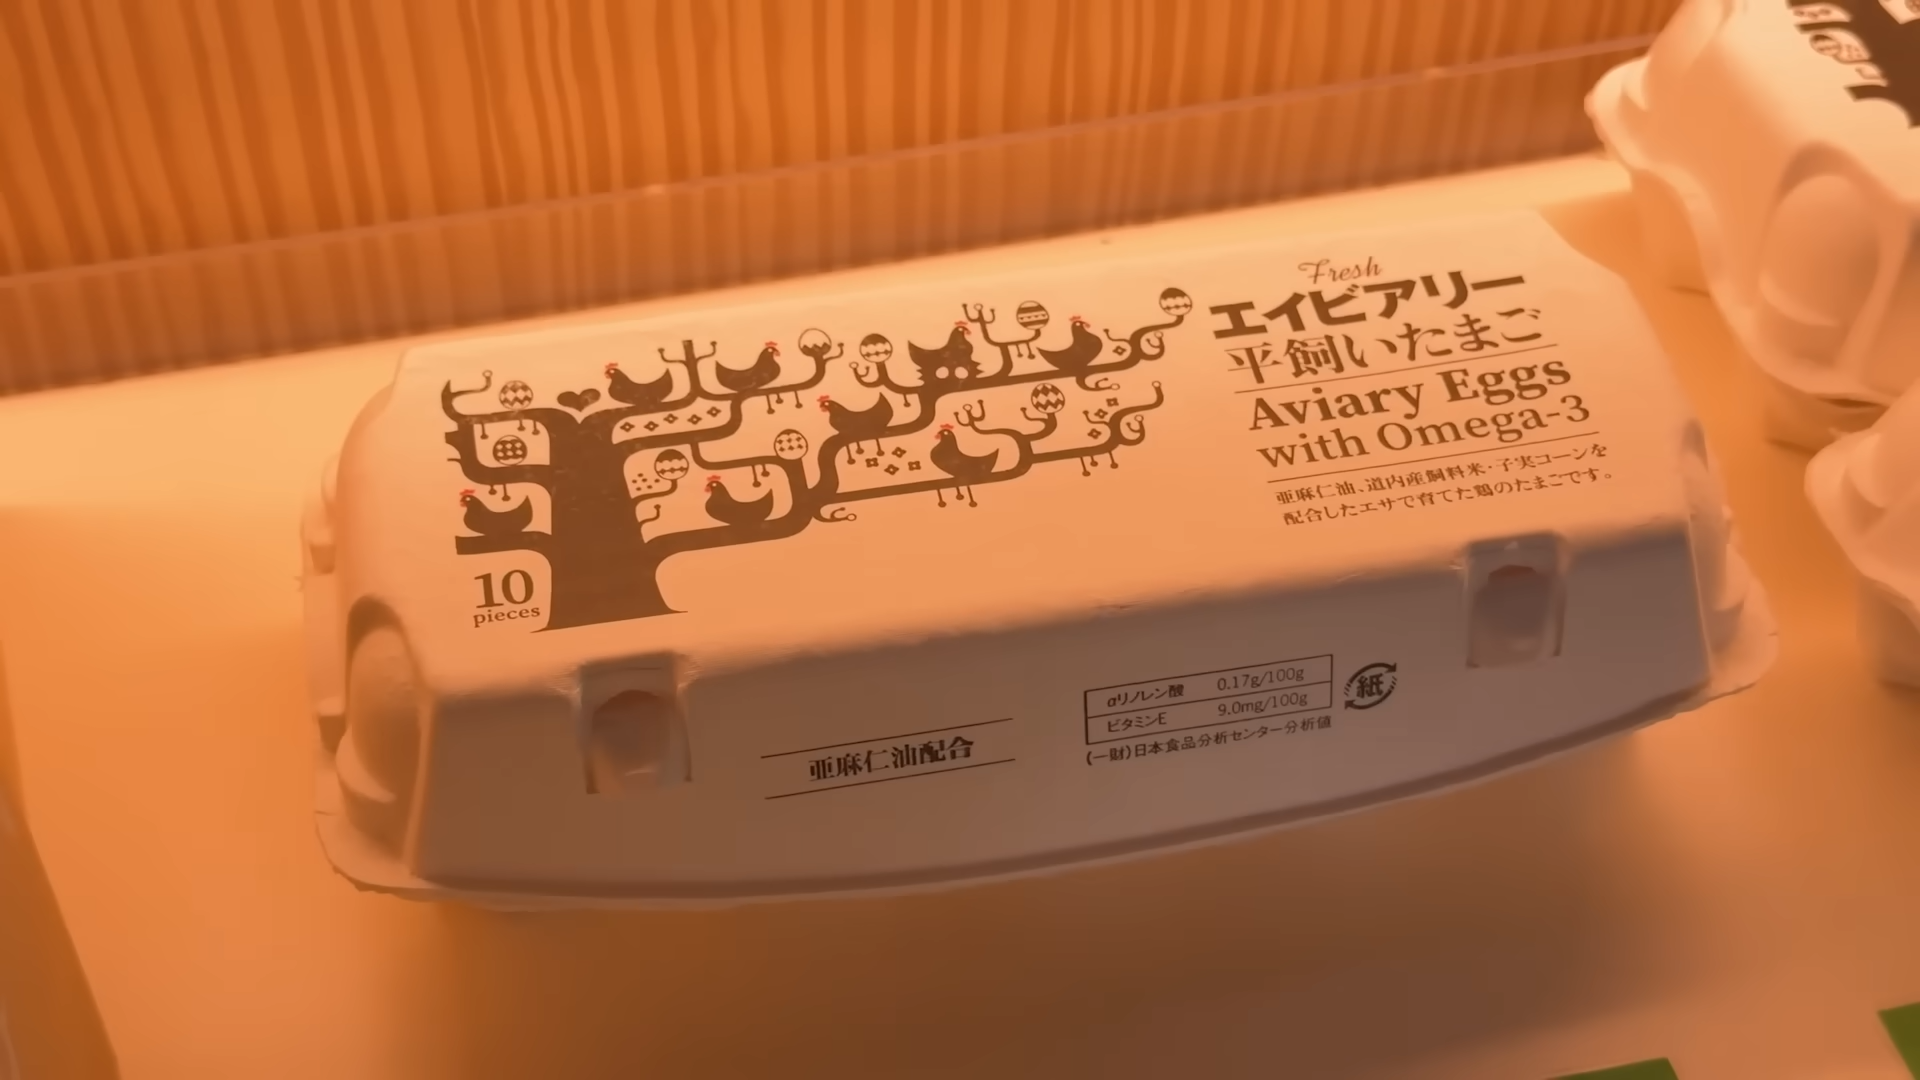 Fresh
エイビアリー
平飼いたまご
Aviary Eggs
with Omega-3
亜麻仁油、道内産飼料米・子実コーンを
配合したエサで育てた鶏のたまごです。
10
pieces
亜麻仁油配合
αリノレン酸 0.17g/100g
ビタミンE 9.0mg/100g
(一財)日本食品分析センター分析値
紙